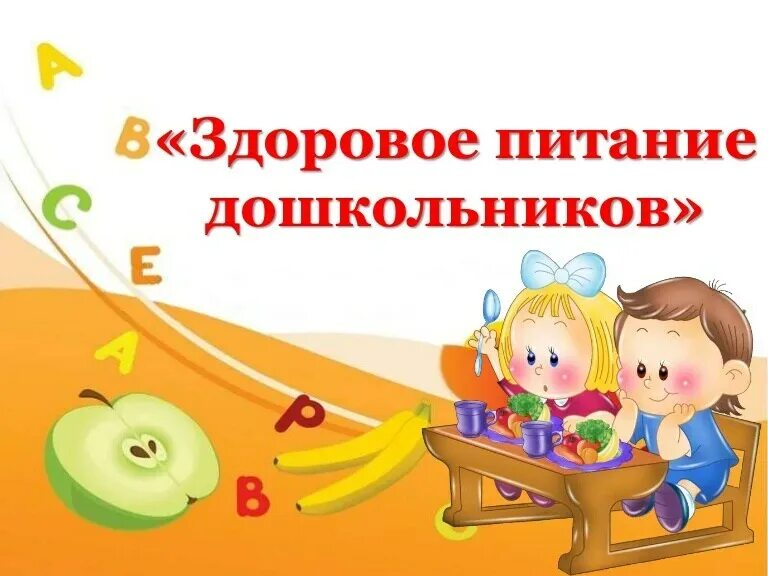 А
В
«Здоровое питание
дошкольников»
С
Е
А
Р
В
С